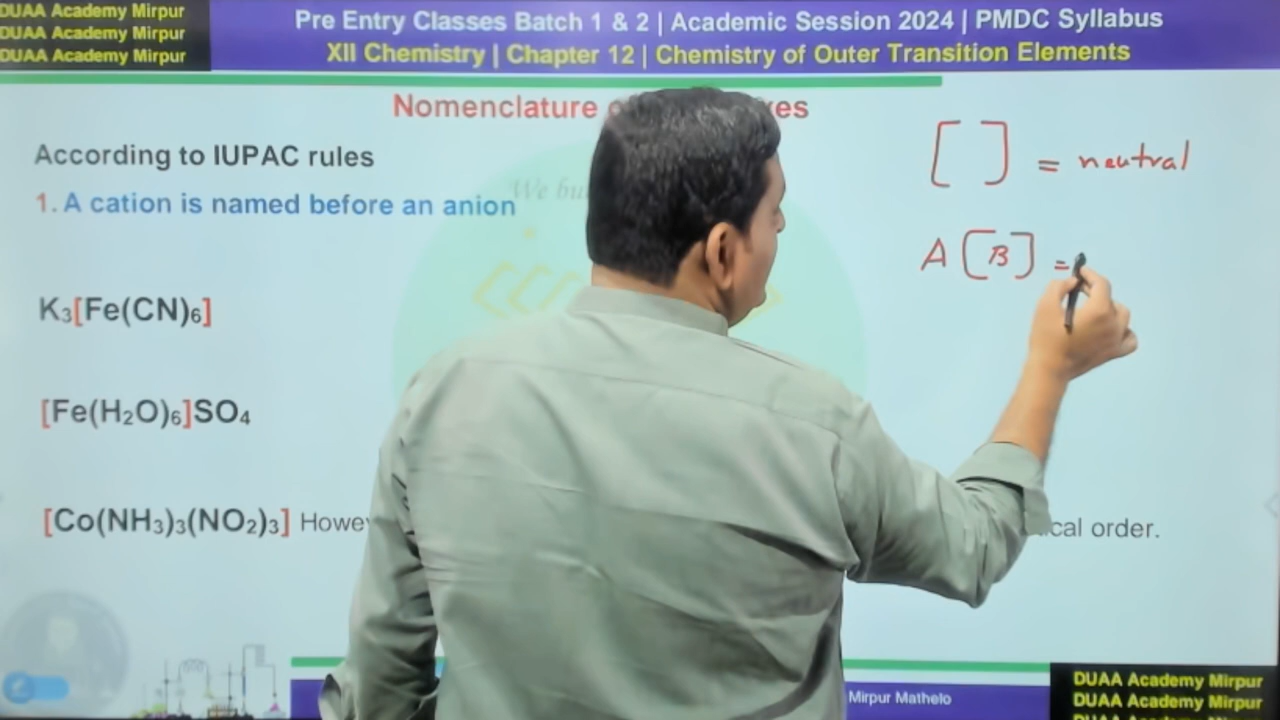 DUAA Academy Mirpur
DUAA Academy Mirpur
DUAA Academy Mirpur
Pre Entry Classes Batch 1 & 2 | Academic Session 2024 | PMDC Syllabus
XII Chemistry | Chapter 12 | Chemistry of Outer Transition Elements
Nomenclature
According to IUPAC rules
1. A cation is named before an anion
We
K₃[Fe(CN)₆]
[Fe(H₂O)₆]SO₄
[Co(NH₃)₃(NO₂)₃] order.
[ ] = neutral
A [B] =
Mirpur Mathelo
DUAA Academy Mirpur
DUAA Academy Mirpur